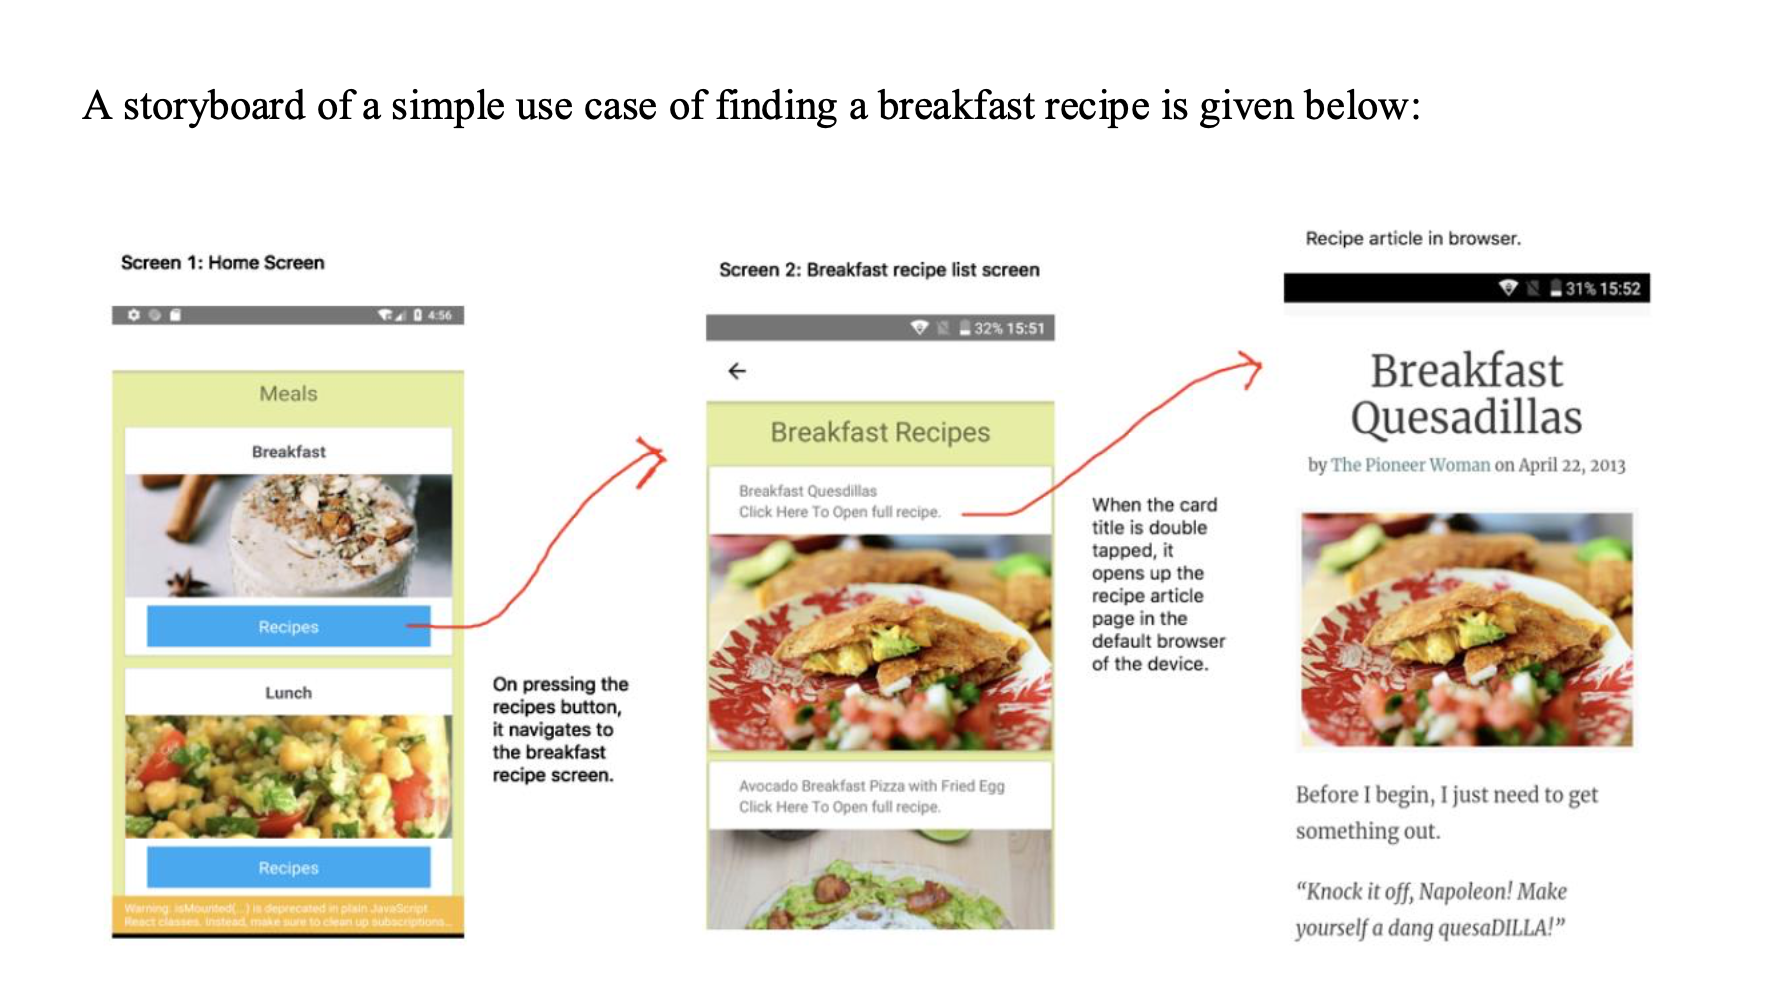 A storyboard of a simple use case of finding a breakfast recipe is given below:
Screen 1: Home Screen
4:56
Meals
Breakfast
Recipes
Lunch
Recipes
Warning: isMounted(...) is deprecated in plain JavaScript
React classes. Instead, make sure to clean up subscriptions...
On pressing the
recipes button,
it navigates to
the breakfast
recipe screen.
Screen 2: Breakfast recipe list screen
32% 15:51
Breakfast Recipes
Breakfast Quesdillas
Click Here To Open full recipe.
Avocado Breakfast Pizza with Fried Egg
Click Here To Open full recipe.
When the card
title is double
tapped, it
opens up the
recipe article
page in the
default browser
of the device.
Recipe article in browser.
31% 15:52
Breakfast
Quesadillas
by The Pioneer Woman on April 22, 2013
Before I begin, I just need to get
something out.
“Knock it off, Napoleon! Make
yourself a dang quesaDILLA!”